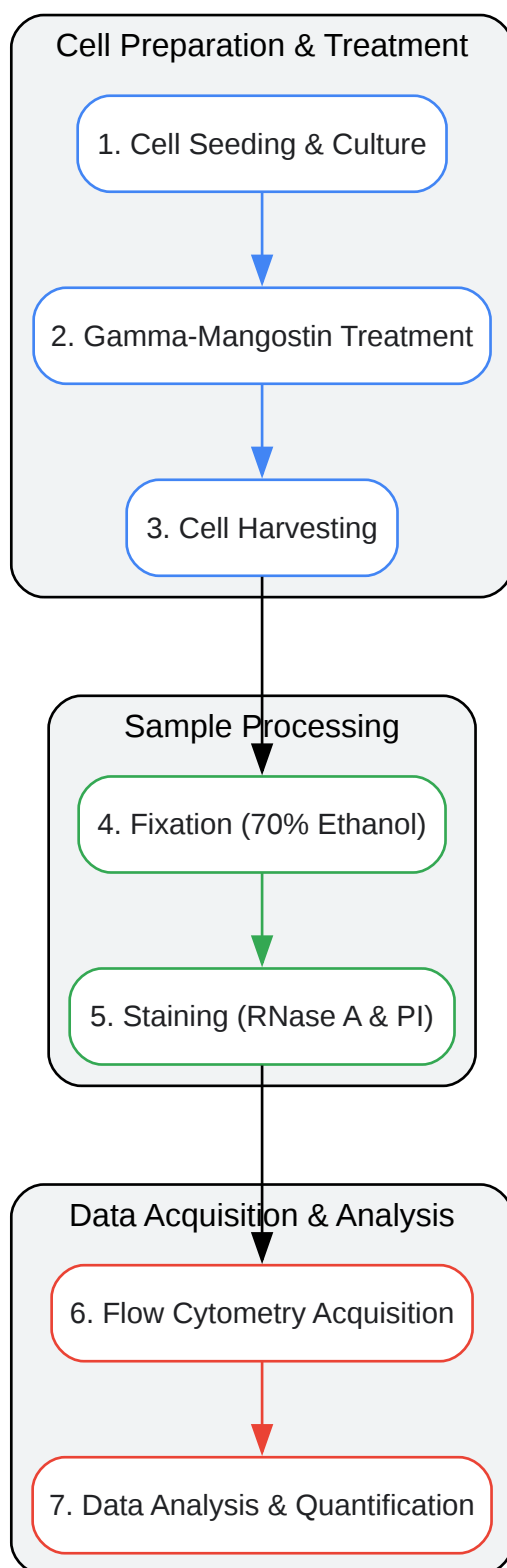 Cell Preparation & Treatment
1. Cell Seeding & Culture
2. Gamma-Mangostin Treatment
3. Cell Harvesting
Sample Processing
4. Fixation (70% Ethanol)
5. Staining (RNase A & PI)
Data Acquisition & Analysis
6. Flow Cytometry Acquisition
7. Data Analysis & Quantification